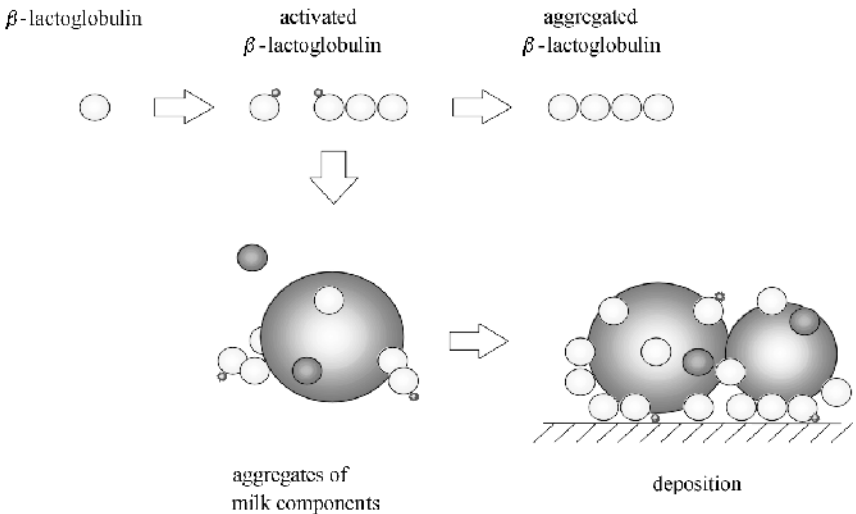 β-lactoglobulin
activated
β-lactoglobulin
aggregated
β-lactoglobulin
aggregates of
milk components
deposition